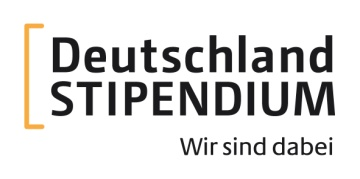 Deutschland
STIPENDIUM
Wir sind dabei